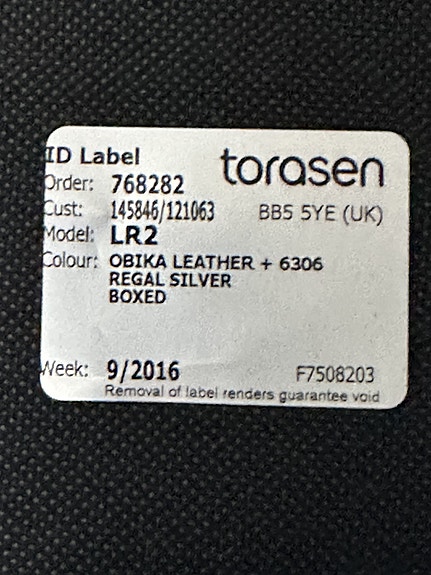 ID Label
torasen
Order: 768282
Cust: 145846/121063
BB5 5YE (UK)
Model: LR2
Colour: OBIKA LEATHER + 6306
REGAL SILVER
BOXED
Week: 9/2016
F7508203
Removal of label renders guarantee void